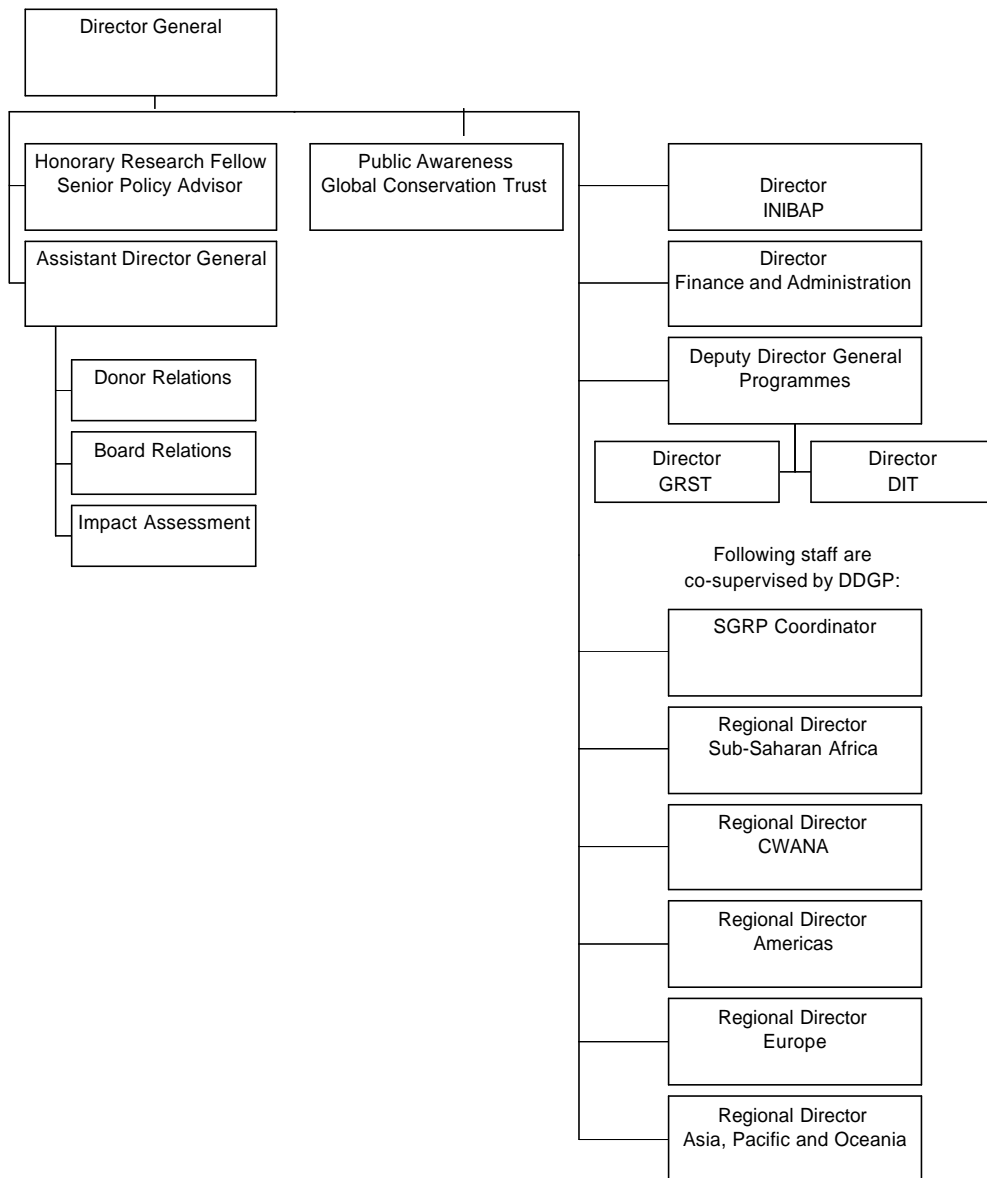 Director General
Honorary Research Fellow
Senior Policy Advisor
Public Awareness
Global Conservation Trust
Director
INIBAP
Assistant Director General
Director
Finance and Administration
Donor Relations
Board Relations
Impact Assessment
Deputy Director General
Programmes
Director
GRST
Director
DIT
Following staff are
co-supervised by DDGP:
SGRP Coordinator
Regional Director
Sub-Saharan Africa
Regional Director
CWANA
Regional Director
Americas
Regional Director
Europe
Regional Director
Asia, Pacific and Oceania